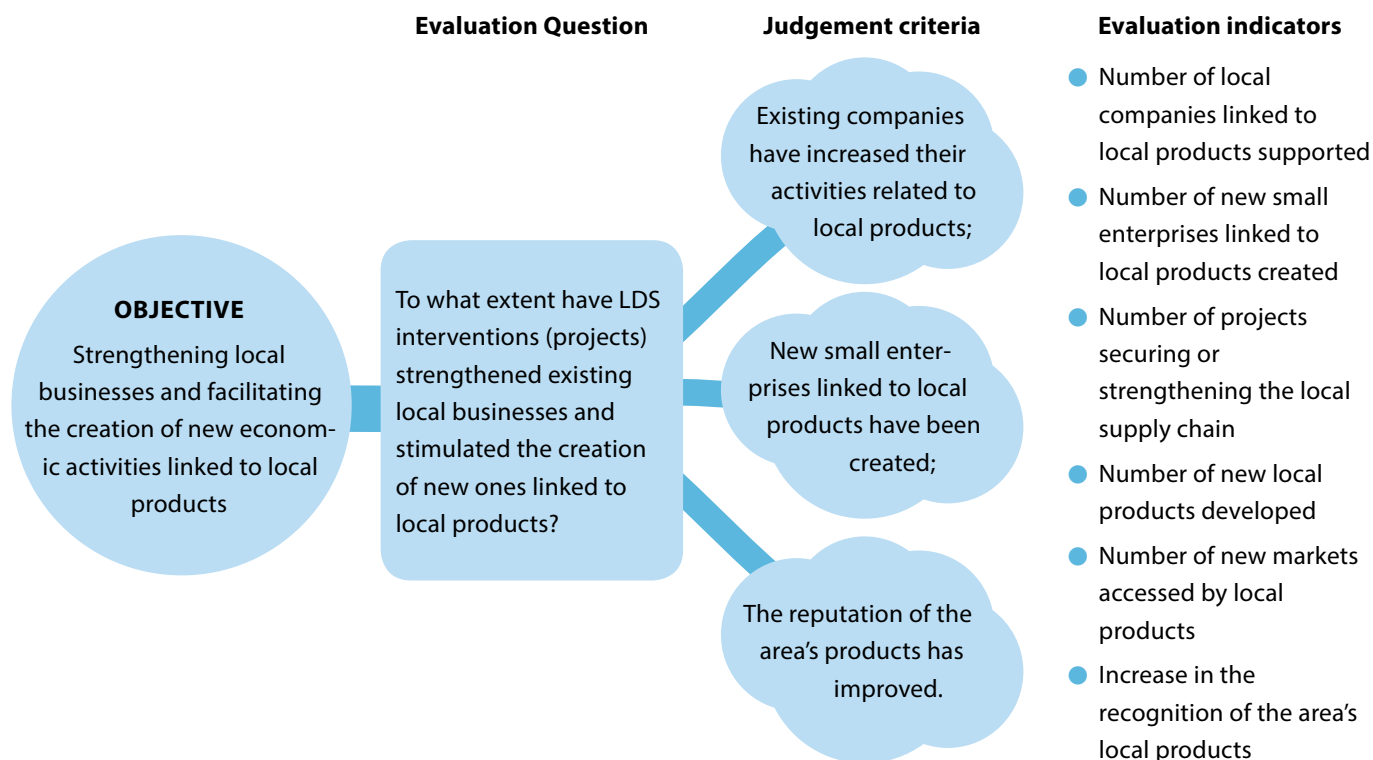 Evaluation Question
Judgement criteria
Evaluation indicators
OBJECTIVE
Strengthening local
businesses and facilitating
the creation of new econom-
ic activities linked to local
products
To what extent have LDS
interventions (projects)
strengthened existing
local businesses and
stimulated the creation
of new ones linked to
local products?
Existing companies
have increased their
activities related to
local products;
New small enter-
prises linked to local
products have been
created;
The reputation of the
area’s products has
improved.
Number of local
companies linked to
local products supported
Number of new small
enterprises linked to
local products created
Number of projects
securing or
strengthening the local
supply chain
Number of new local
products developed
Number of new markets
accessed by local
products
Increase in the
recognition of the area’s
local products